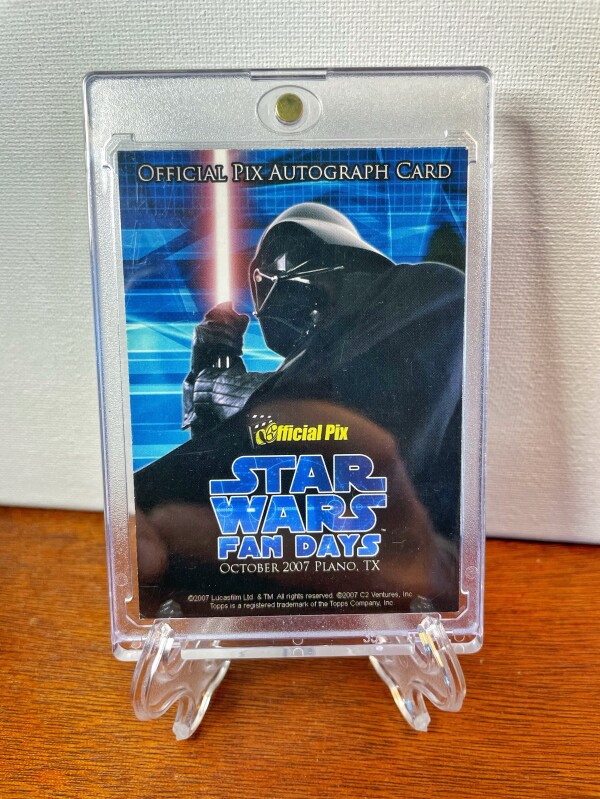 Official Pix Autograph Card
Official Pix
STAR
WARS
FAN DAYS
™
October 2007 Plano, TX
©2007 Lucasfilm Ltd. & TM. All rights reserved. ©2007 C2 Ventures, Inc
Topps is a registered trademark of the Topps Company, Inc